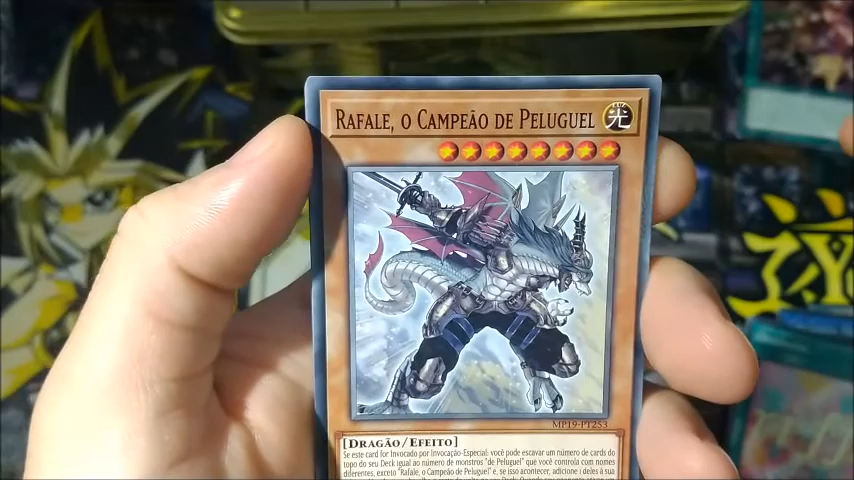 RAFALE, O CAMPEÃO DE PELUGUEL
光
MP19-PT253
[DRAGÃO/EFEITO]
Se este card for Invocado por Invocação-Especial: você pode escavar um número de cards do
topo do seu Deck igual ao número de monstros "de Peluguel" que você controla com nomes
diferentes, exceto "Rafale, o Campeão de Peluguel" e, se isso acontecer, adicione 1 deles à sua